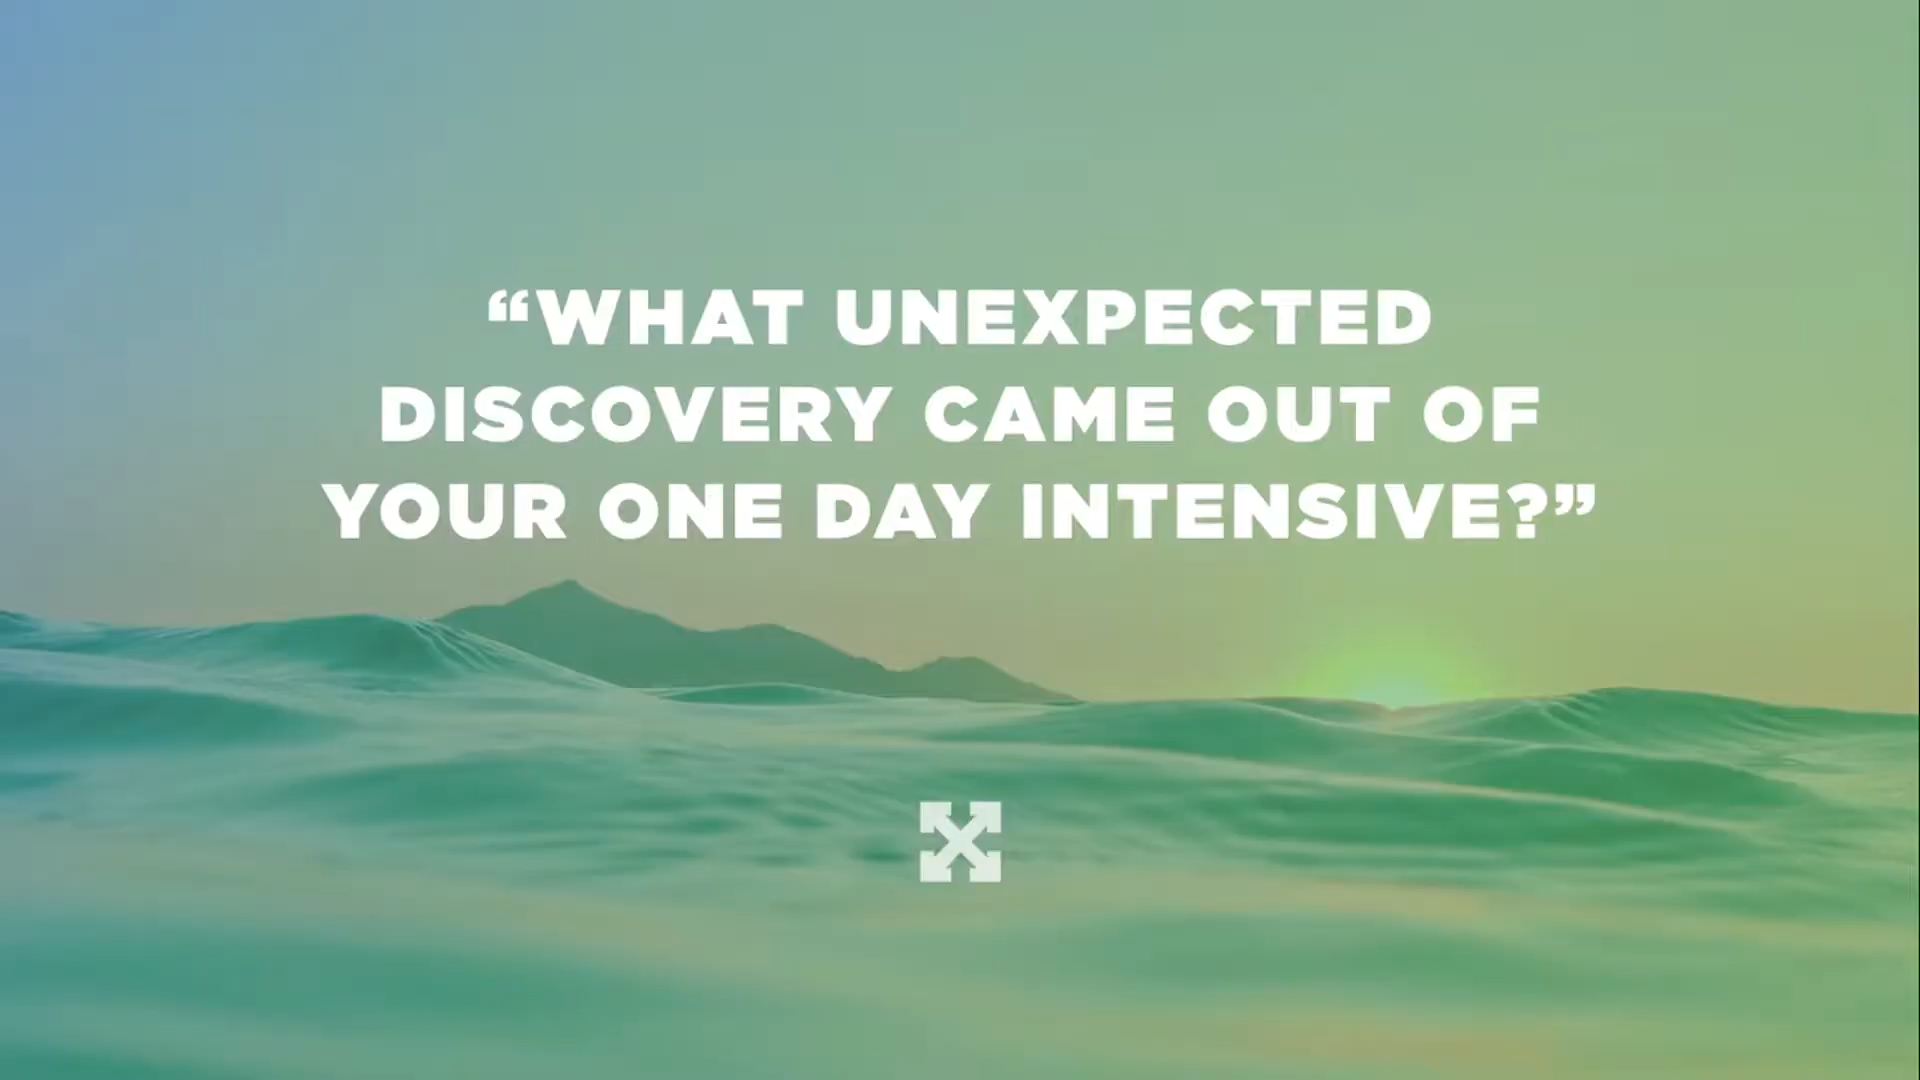 “WHAT UNEXPECTED
DISCOVERY CAME OUT OF
YOUR ONE DAY INTENSIVE?”